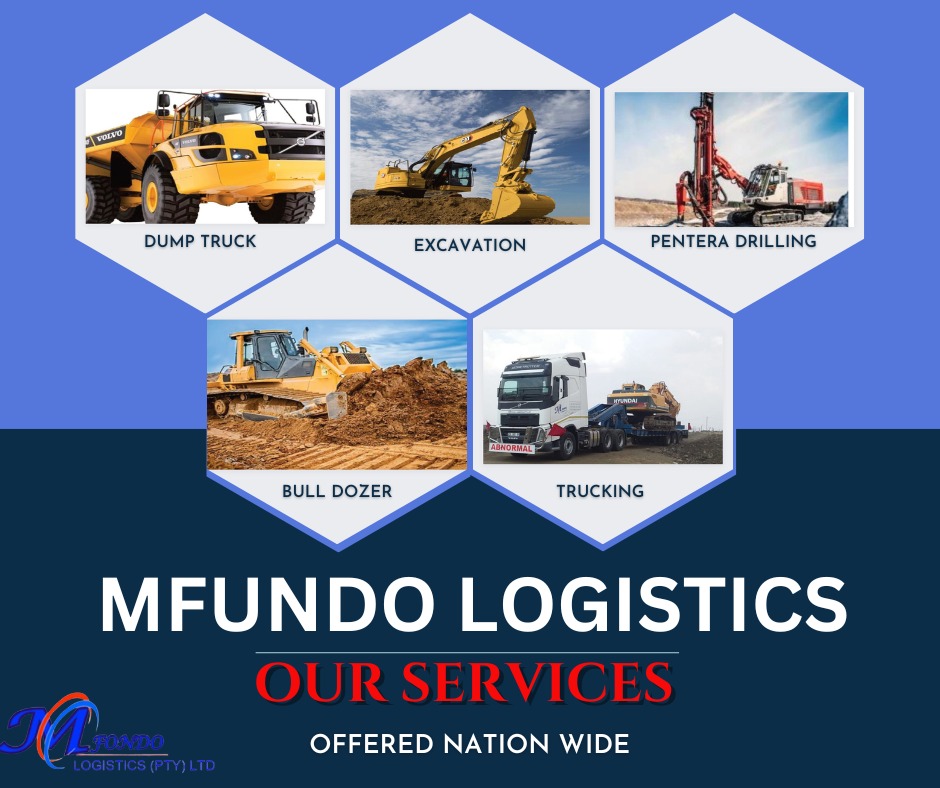 VOLVO
DUMP TRUCK
EXCAVATION
PENTERA DRILLING
HYUNDAI
ABNORMAL
BULL DOZER
TRUCKING
MFUNDO LOGISTICS
OUR SERVICES
OFFERED NATION WIDE
MFONDO
LOGISTICS (PTY) LTD